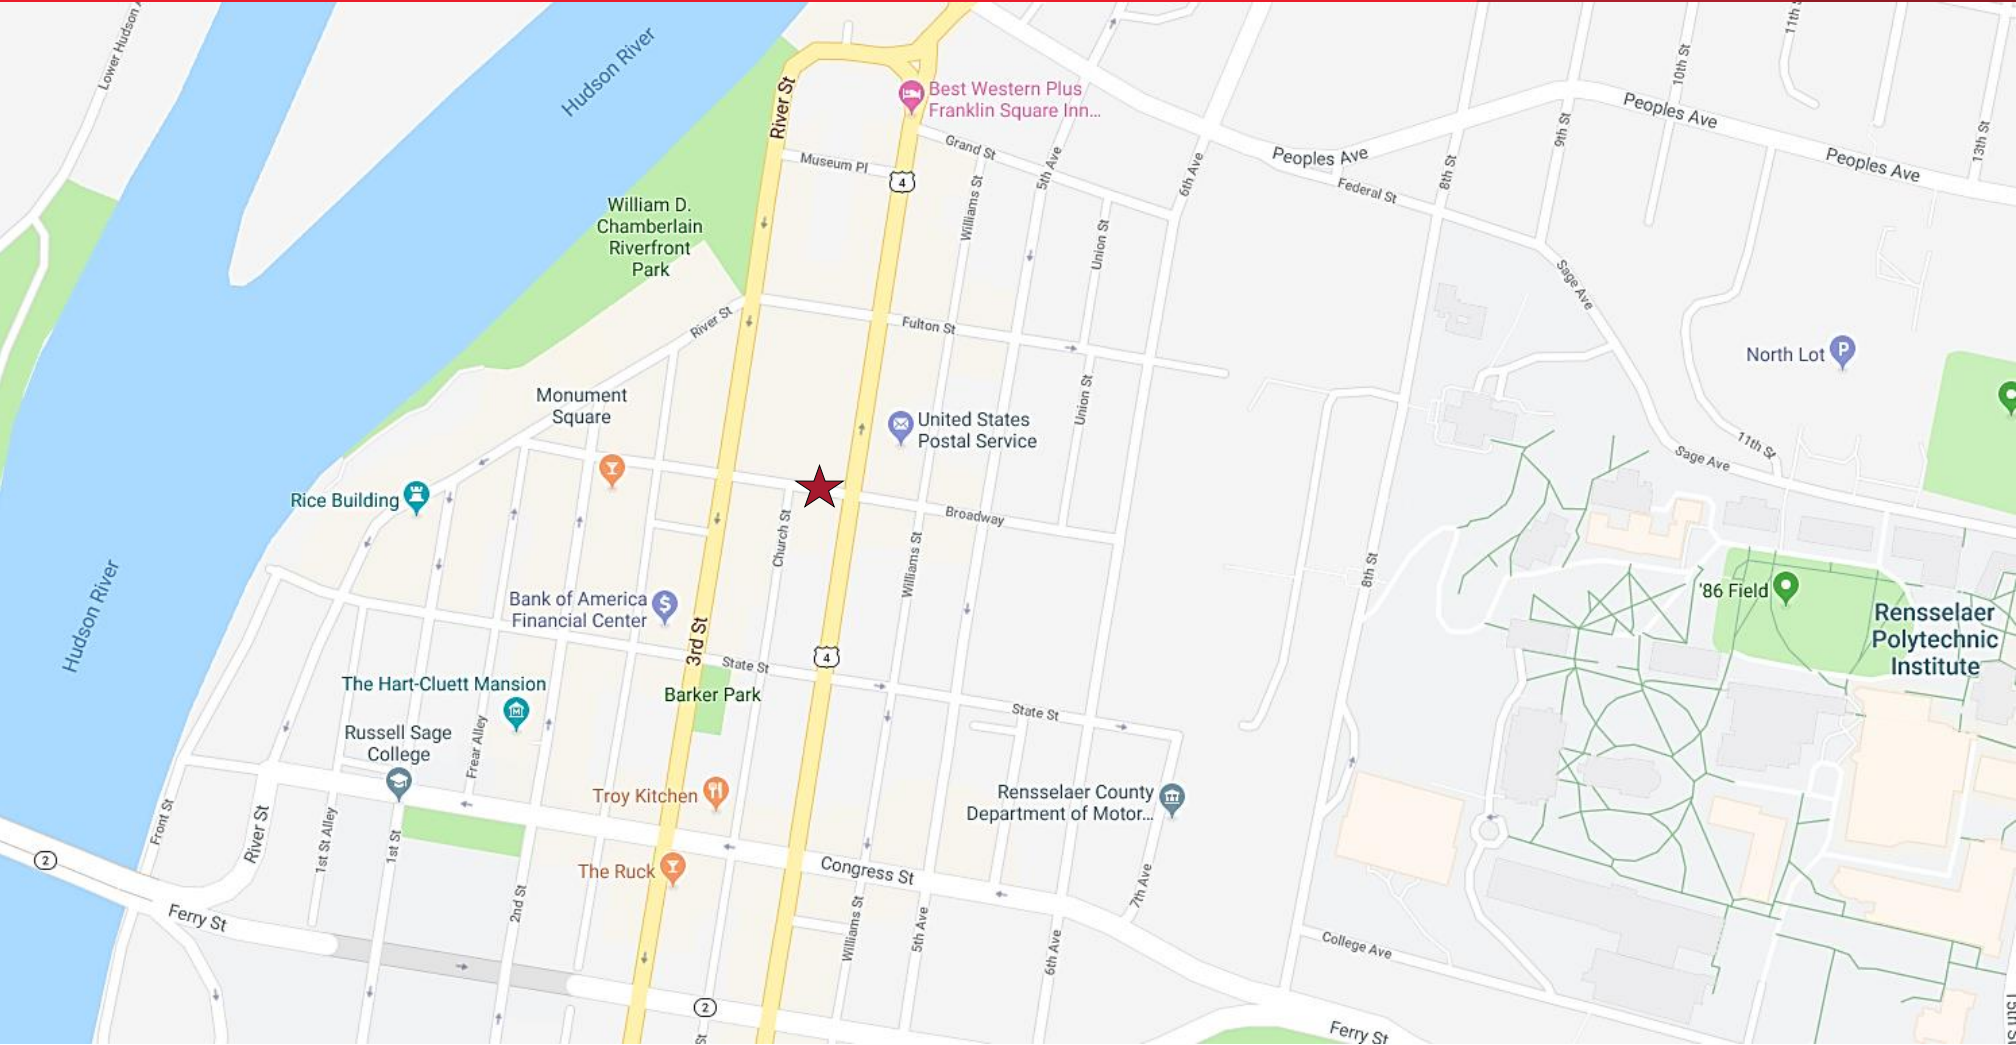 Lower Hudson
Hudson River
River St
Best Western Plus
Franklin Square Inn...
Grand St
Museum Pl
4
5th Ave
6th Ave
Peoples Ave
Federal St
8th St
9th St
10th St
11th S
Peoples Ave
Peoples Ave
13th St
William D.
Chamberlain
Riverfront
Park
Williams St
Union St
Sage Ave
River St
Fulton St
North Lot
P
Monument
Square
United States
Postal Service
Union St
11th St
Sage Ave
Rice Building
Church St
Broadway
Williams St
8th St
Hudson River
Bank of America
Financial Center
$
3rd St
'86 Field
Rensselaer
Polytechnic
Institute
4
State St
Barker Park
State St
The Hart-Cluett Mansion
Russell Sage
College
Frear Alley
Troy Kitchen
Rensselaer County
Department of Motor...
Front St
River St
1st St Alley
1st St
The Ruck
Congress St
7th Ave
2
Ferry St
2nd St
Williams St
5th Ave
6th Ave
College Ave
2
St
Ferry St
15th S